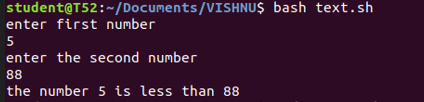 student@T52:~/Documents/VISHNU$ bash text.sh
enter first number
5
enter the second number
88
the number 5 is less than 88